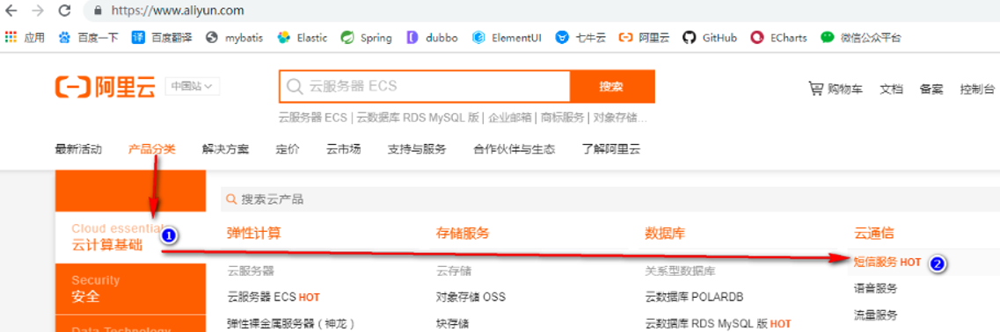 https://www.aliyun.com
应用 百度一下 译 百度翻译 mybatis Elastic Spring dubbo ElementUI 七牛云 阿里云 GitHub ECharts 微信公众平台
阿里云 中国站 云服务器 ECS 搜索 购物车 文档 备案 控制台
云服务器 ECS | 云数据库 RDS MySQL 版 | 企业邮箱 | 商标服务 | 对象存储...
最新活动 产品分类 解决方案 定价 云市场 支持与服务 合作伙伴与生态 了解阿里云
搜索云产品
Cloud essential
云计算基础 1 弹性计算 存储服务 数据库 云通信
云服务器 云存储 关系型数据库 短信服务 HOT 2
Security
安全 云服务器 ECS HOT 对象存储 OSS 云数据库 POLARDB 语音服务
弹性裸金属服务器（神龙） 块存储 云数据库 RDS MySQL 版 HOT 流量服务
Data Technology